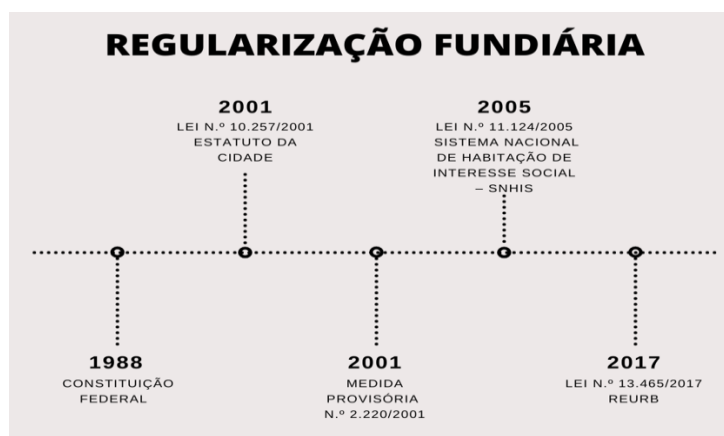 REGULARIZAÇÃO FUNDIÁRIA
2001
LEI N.º 10.257/2001
ESTATUTO DA
CIDADE
2005
LEI N.º 11.124/2005
SISTEMA NACIONAL
DE HABITAÇÃO DE
INTERESSE SOCIAL
– SNHIS
1988
CONSTITUIÇÃO
FEDERAL
2001
MEDIDA
PROVISÓRIA
N.º 2.220/2001
2017
LEI N.º 13.465/2017
REURB